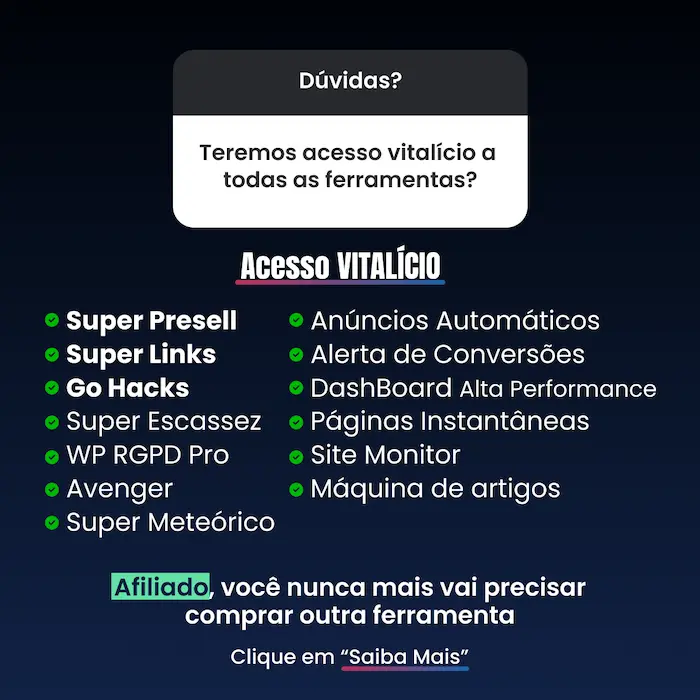 Dúvidas?
Teremos acesso vitalício a
todas as ferramentas?
Acesso VITALÍCIO
Super Presell
Super Links
Go Hacks
Super Escassez
WP RGPD Pro
Avenger
Super Meteórico
Anúncios Automáticos
Alerta de Conversões
DashBoard Alta Performance
Páginas Instantâneas
Site Monitor
Máquina de artigos
Afiliado, você nunca mais vai precisar
comprar outra ferramenta
Clique em “Saiba Mais”